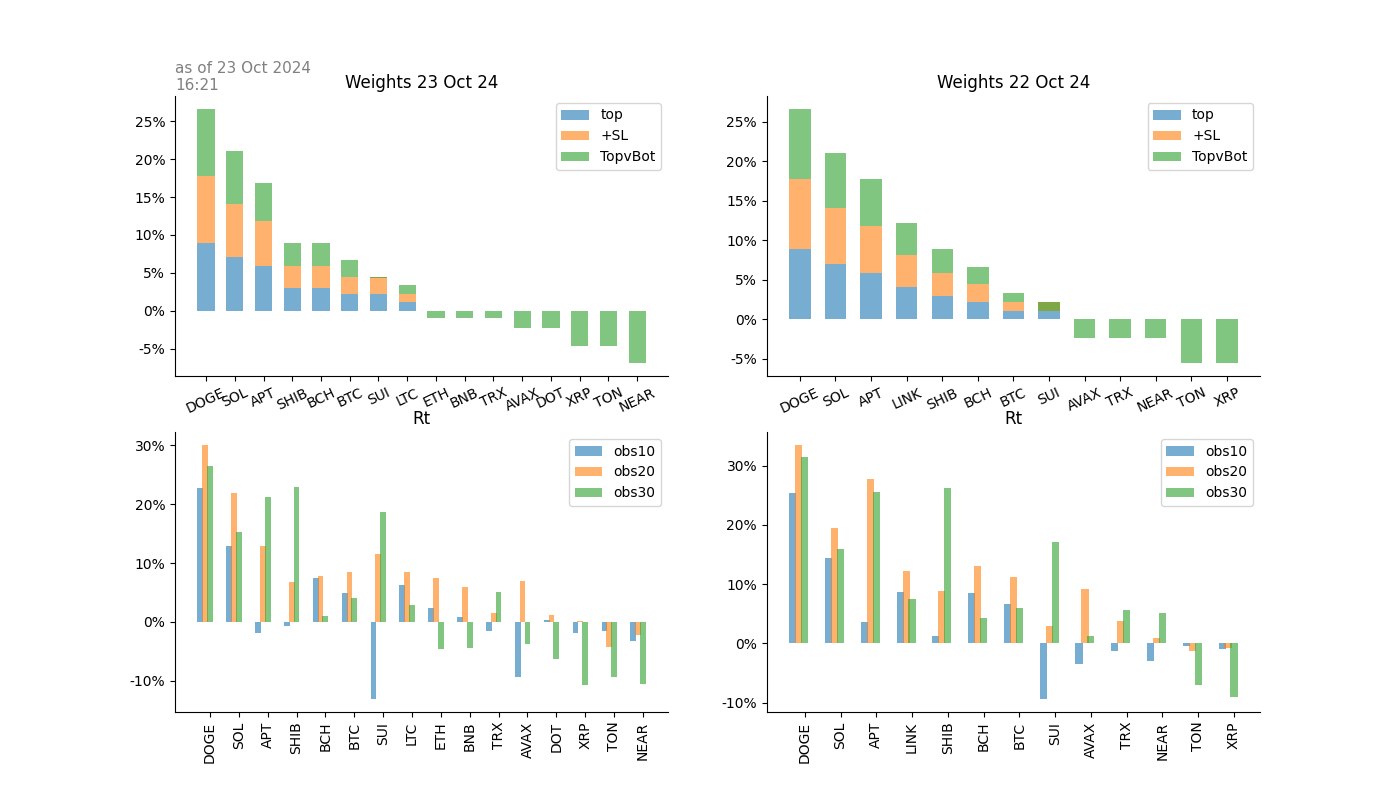 as of 23 Oct 2024
16:21
Weights 23 Oct 24
25%
20%
15%
10%
5%
0%
-5%
top
+SL
TopvBot
DOGE SOL APT SHIB BCH BTC SUI LTC ETH BNB TRX AVAX DOT XRP TON NEAR
Weights 22 Oct 24
25%
20%
15%
10%
5%
0%
-5%
top
+SL
TopvBot
DOGE SOL APT LINK SHIB BCH BTC SUI AVAX TRX NEAR TON XRP
Rt
30%
20%
10%
0%
-10%
obs10
obs20
obs30
DOGE SOL APT SHIB BCH BTC SUI LTC ETH BNB TRX AVAX DOT XRP TON NEAR
Rt
30%
20%
10%
0%
-10%
obs10
obs20
obs30
DOGE SOL APT LINK SHIB BCH BTC SUI AVAX TRX NEAR TON XRP